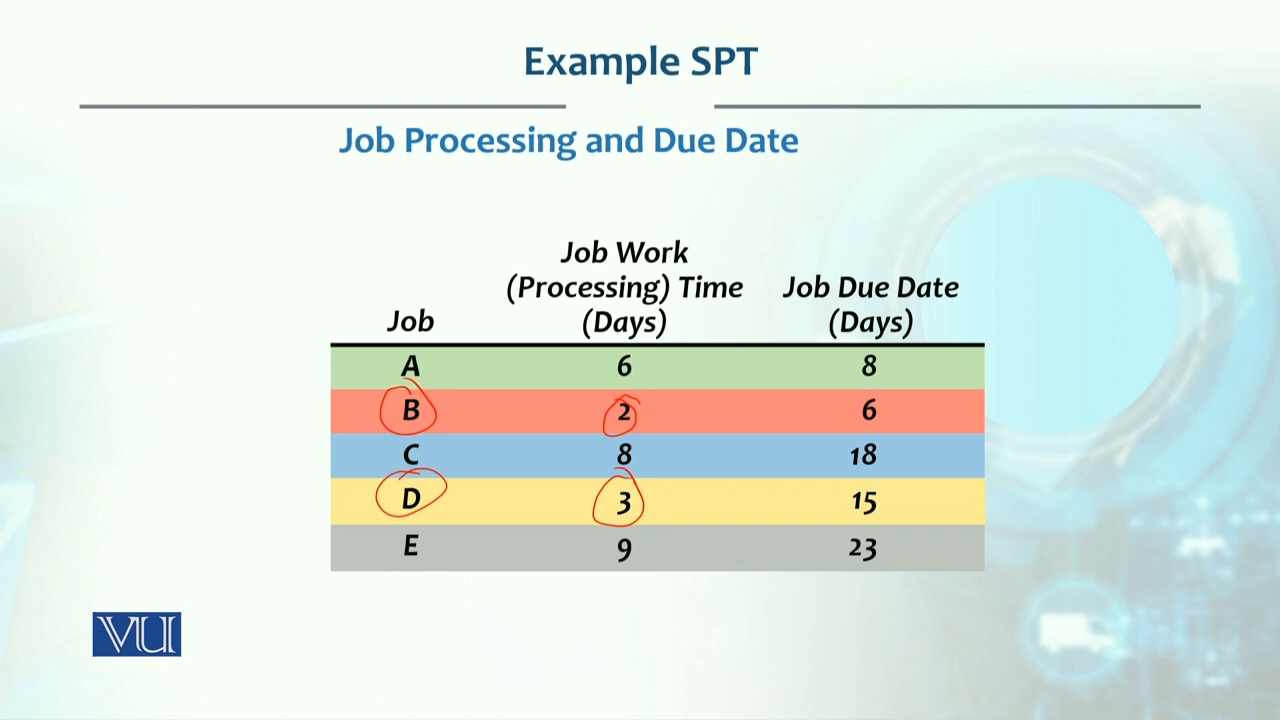 Example SPT
Job Processing and Due Date
Job Work
(Processing) Time Job Due Date
Job (Days) (Days)
A 6 8
B 2 6
C 8 18
D 3 15
E 9 23
VU